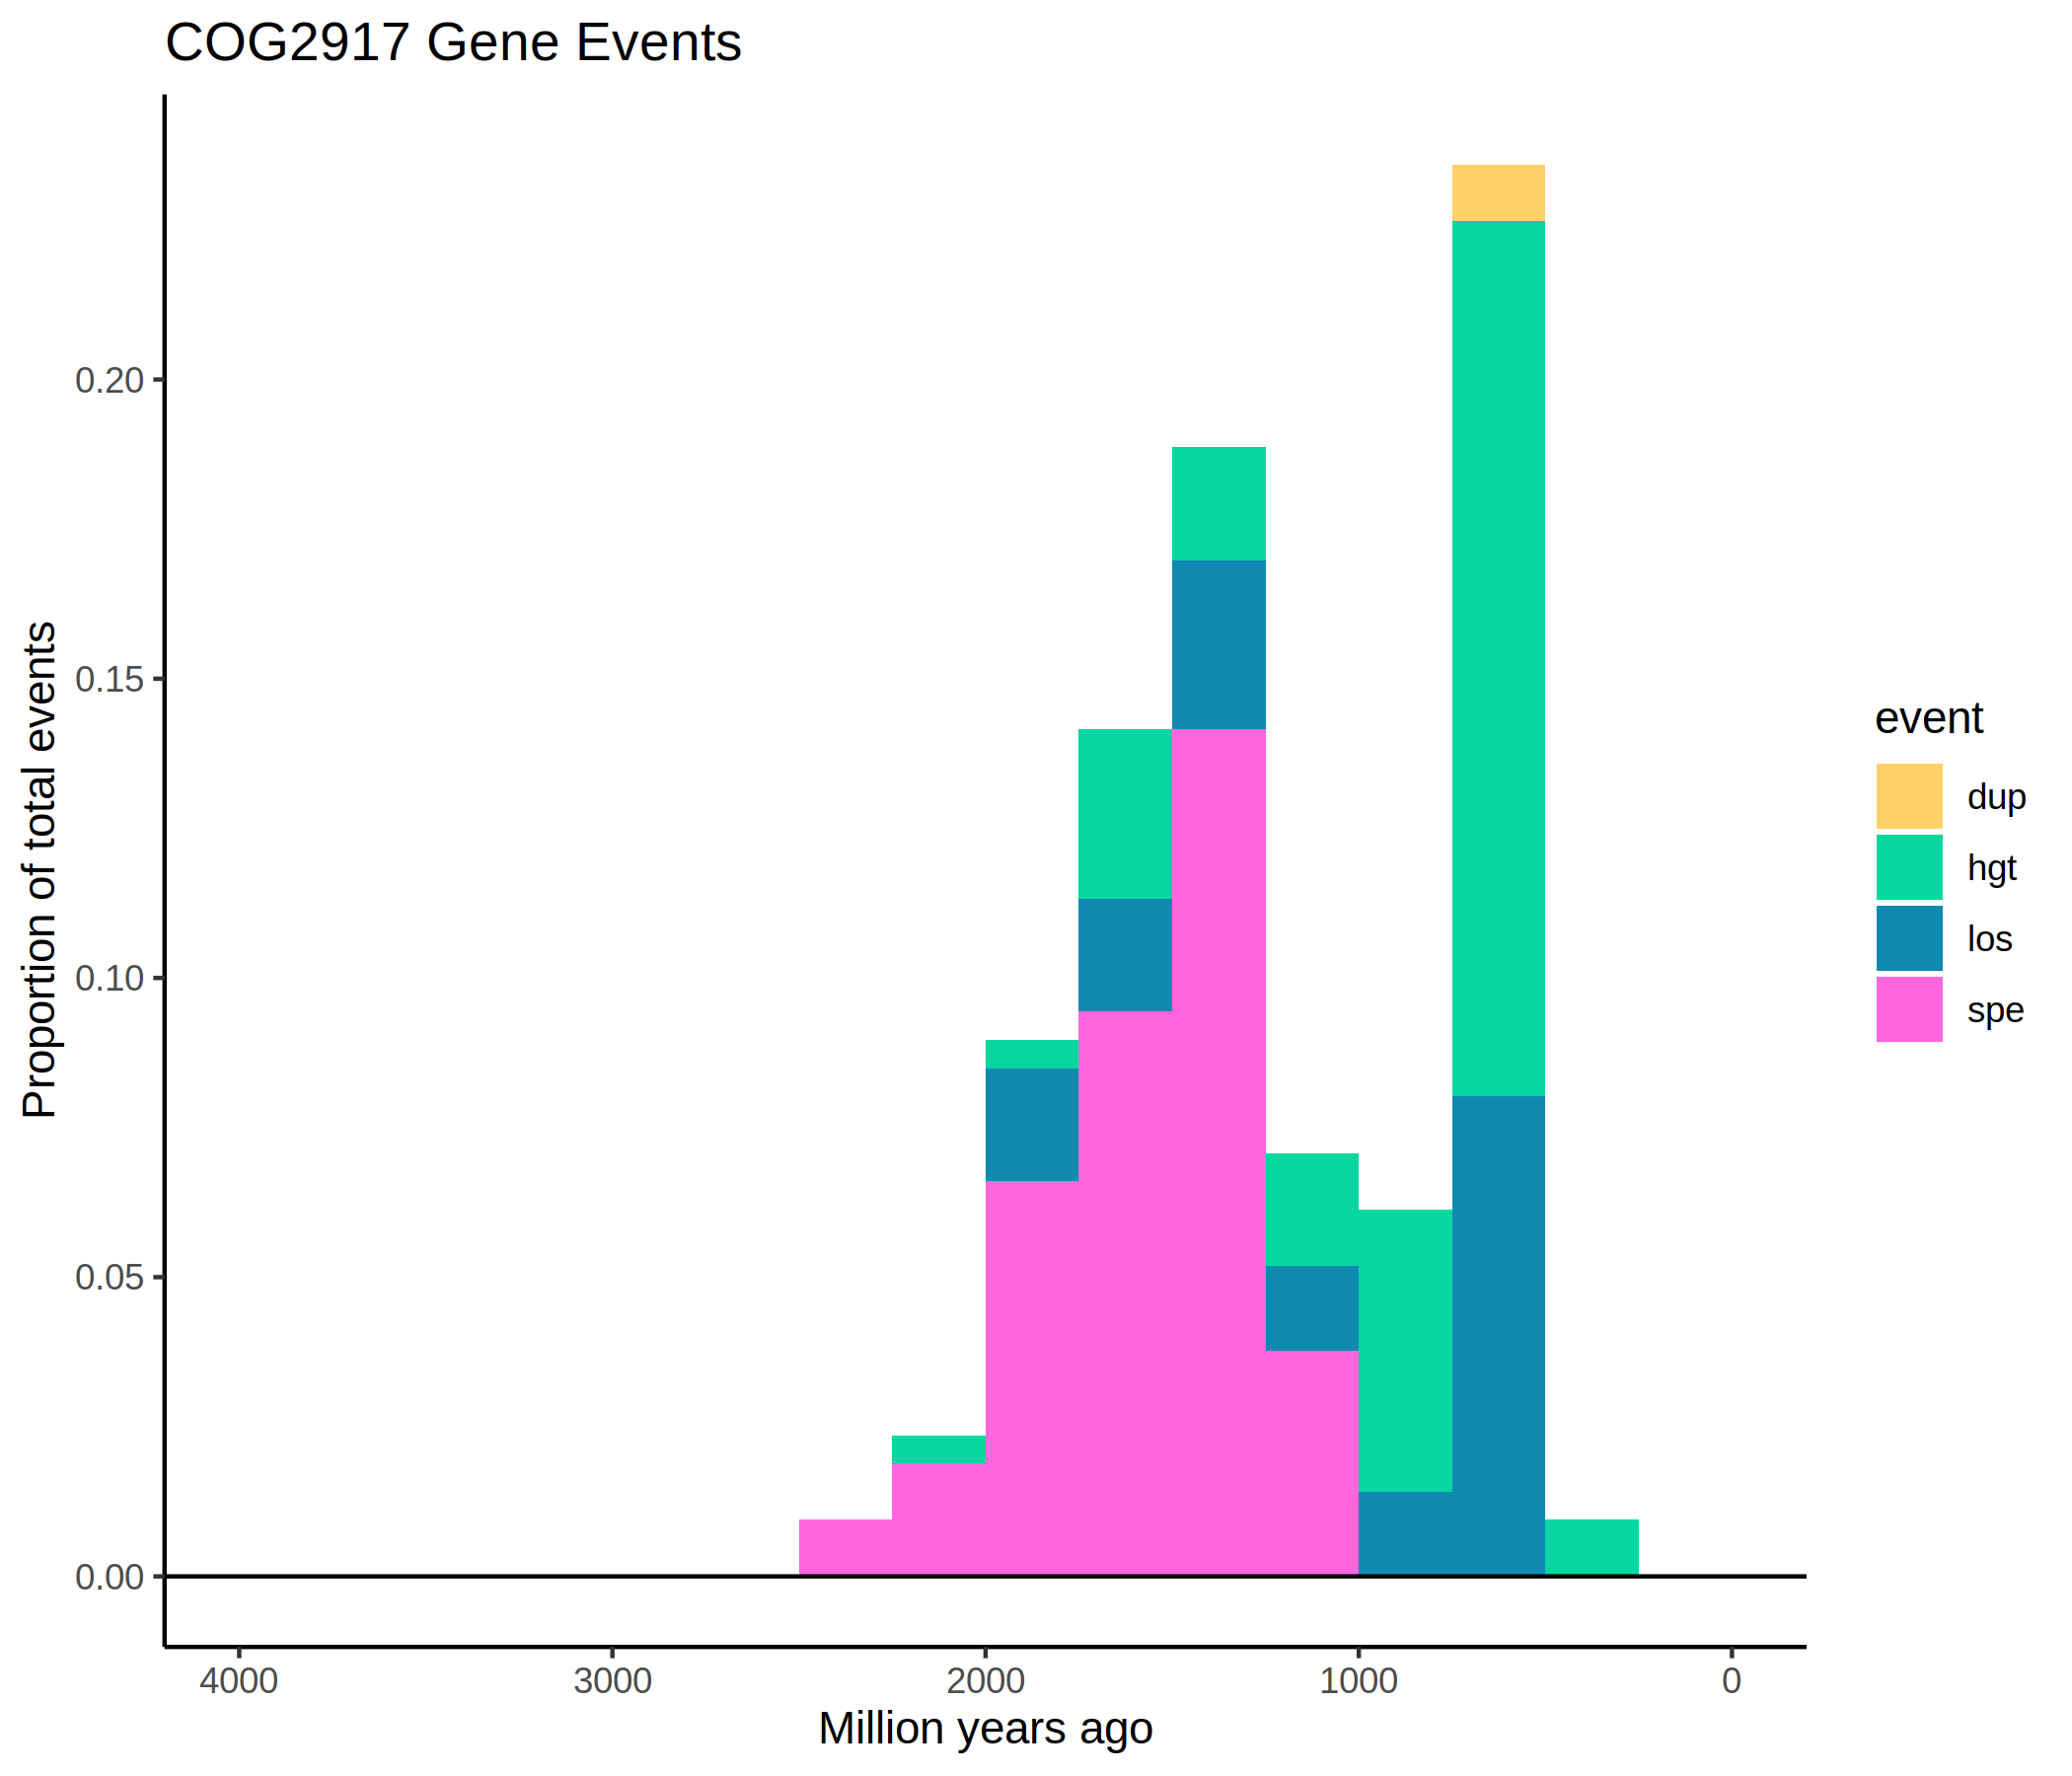 COG2917 Gene Events
Proportion of total events
0.20
0.15
0.10
0.05
0.00
4000 3000 2000 1000 0
Million years ago
event
dup
hgt
los
spe